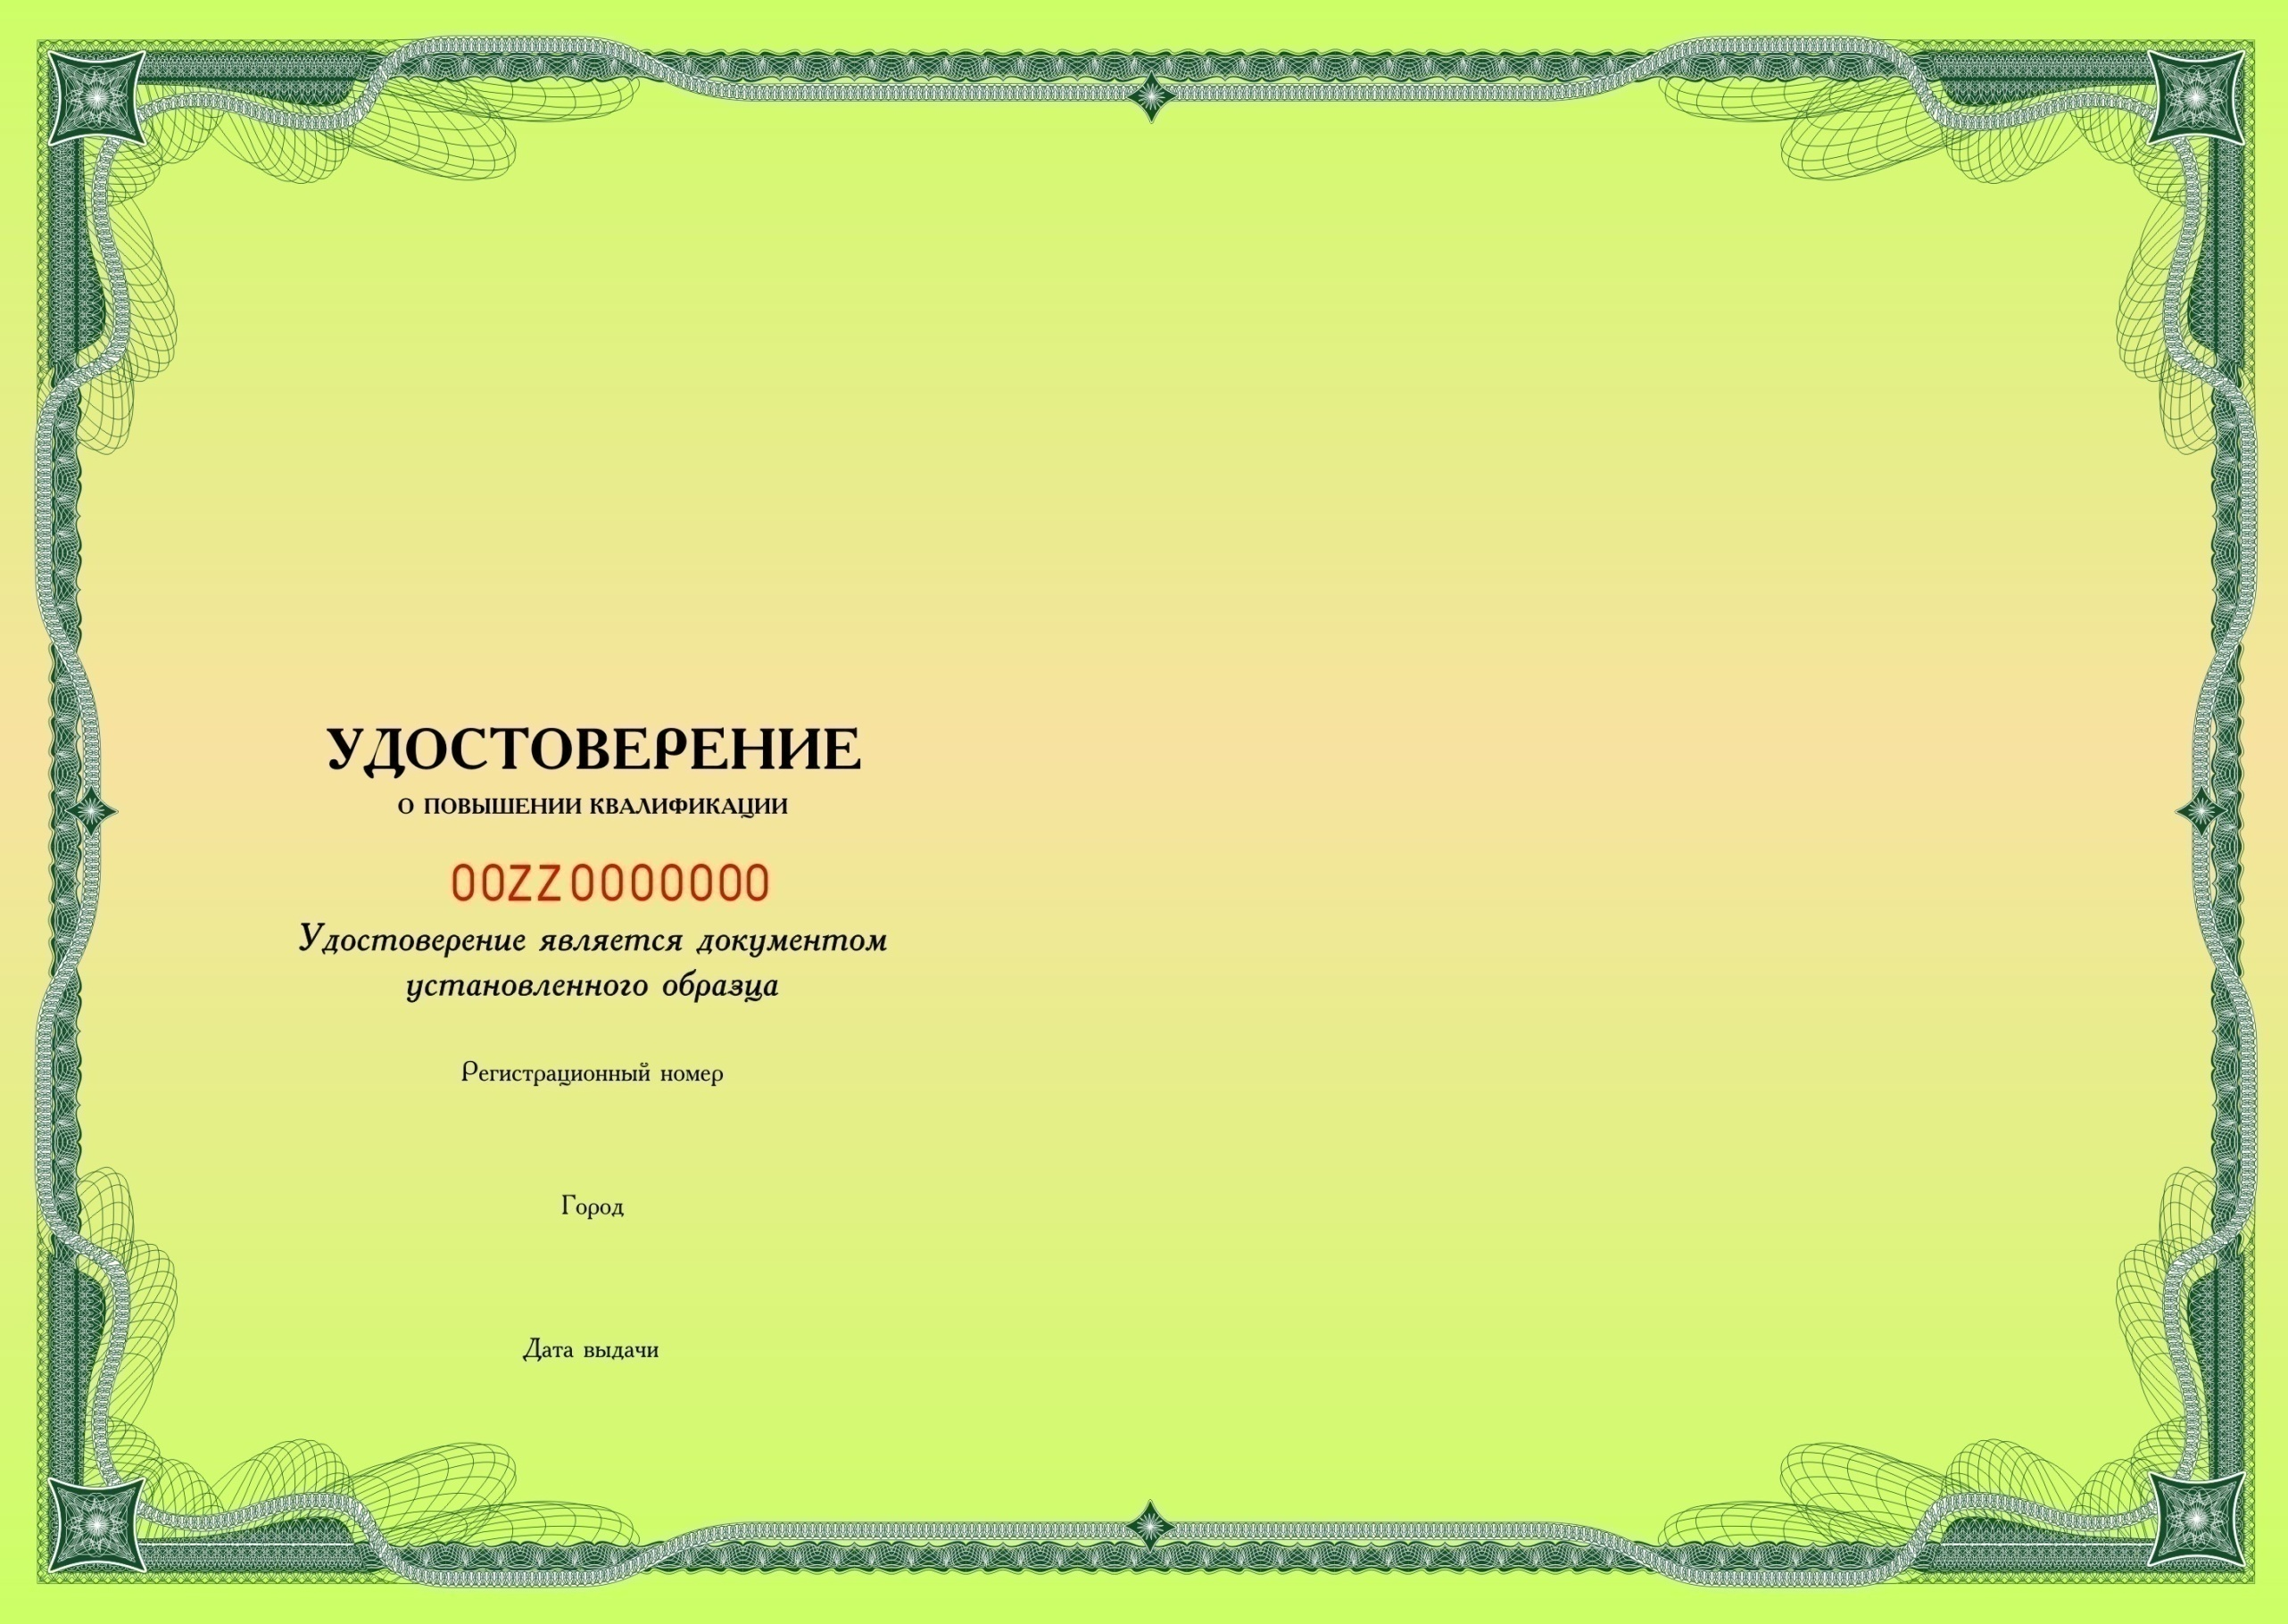 УДОСТОВЕРЕНИЕ
О ПОВЫШЕНИИ КВАЛИФИКАЦИИ
00ZZ0000000
Удостоверение является документом
установленного образца
Регистрационный номер
Город
Дата выдачи